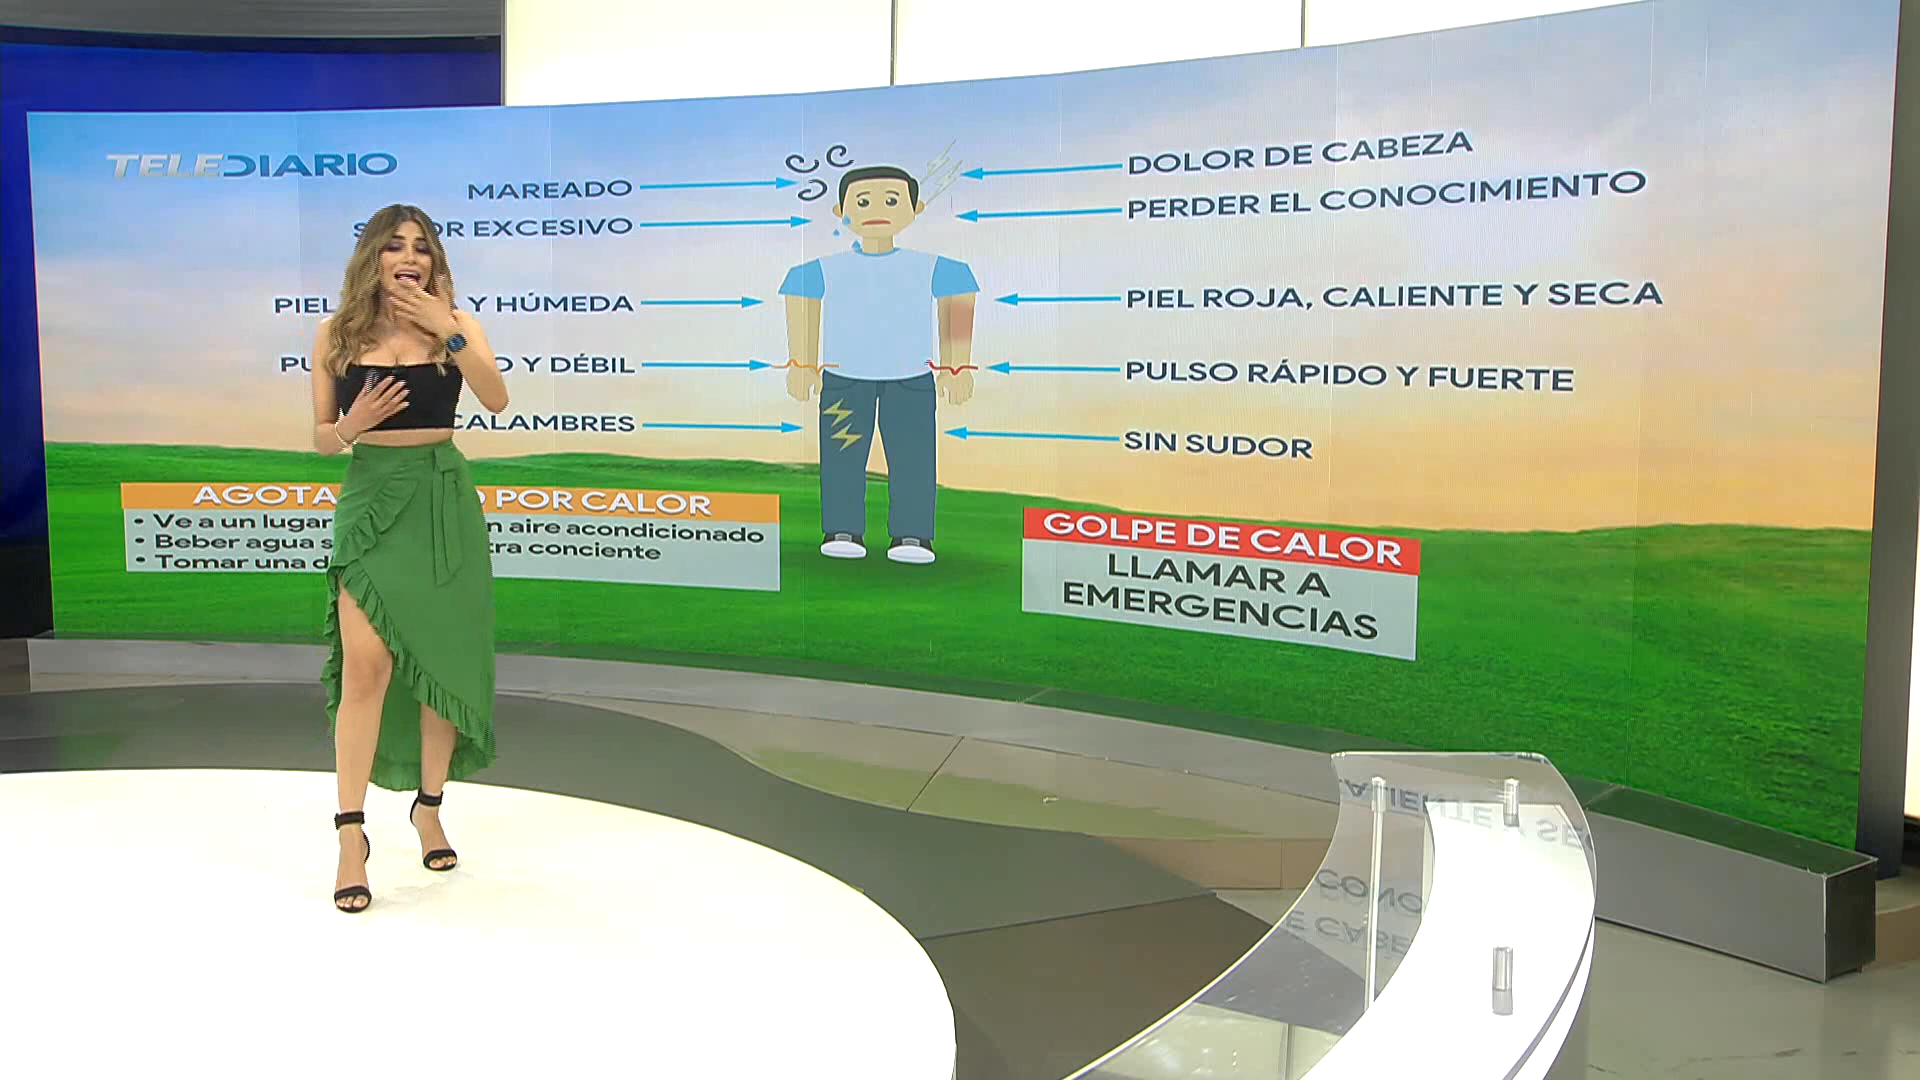 TELEDIARIO
MAREADO
EXCESIVO
PIEL Y HÚMEDA
Y DÉBIL
CALAMBRES
DOLOR DE CABEZA
PERDER EL CONOCIMIENTO
PIEL ROJA, CALIENTE Y SECA
PULSO RÁPIDO Y FUERTE
SIN SUDOR
POR CALOR
• Ve a un lugar aire acondicionado
• Beber agua conciente
• Tomar una
GOLPE DE CALOR
LLAMAR A
EMERGENCIAS